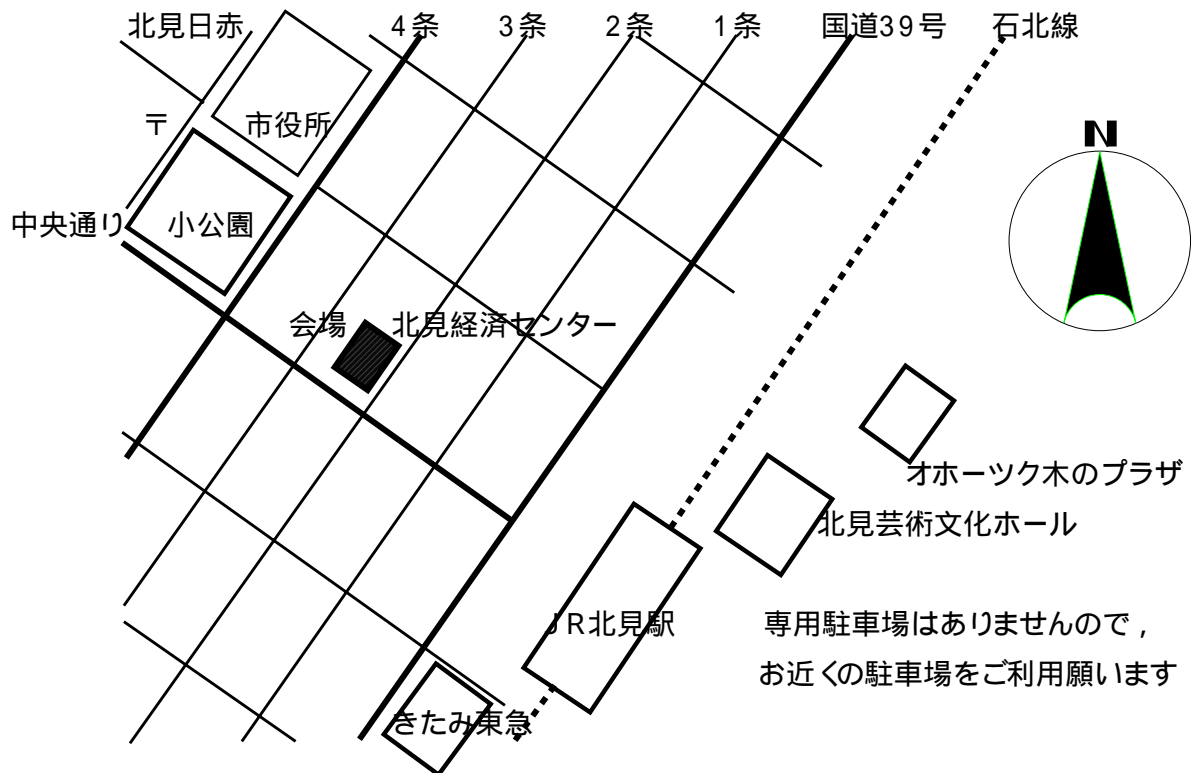 北見日赤
4条
3条
2条
1条
国道39号
石北線
〒
市役所
N
中央通り
小公園
会場
北見経済センター
オホーツク木のプラザ
北見芸術文化ホール
JR北見駅
専用駐車場はありませんので，
お近くの駐車場をご利用願います
きたみ東急